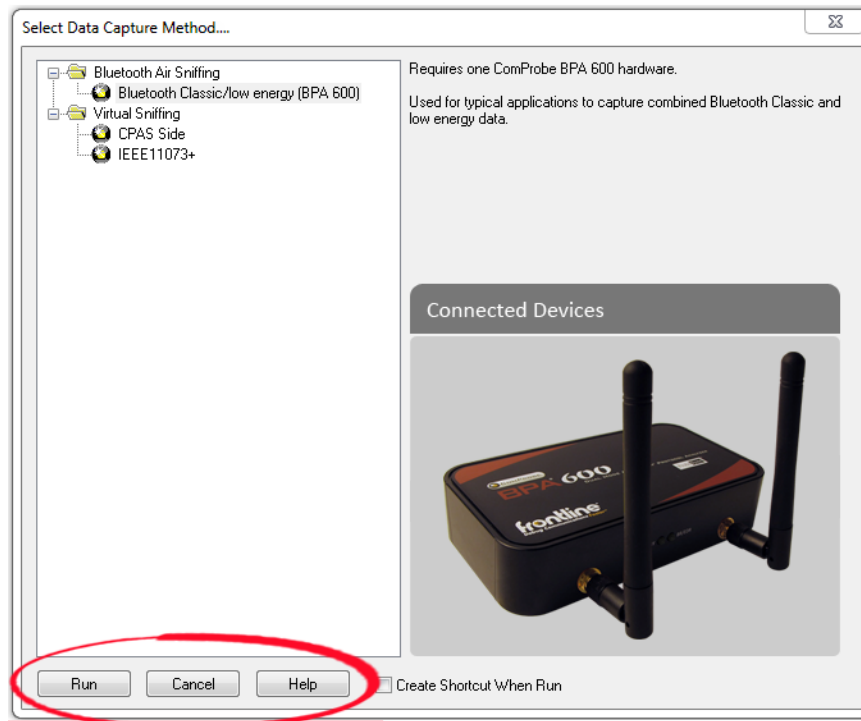 Select Data Capture Method....
Bluetooth Air Sniffing
Bluetooth Classic/low energy (BPA 600)
Virtual Sniffing
CPAS Side
IEEE11073+
Requires one ComProbe BPA 600 hardware.
Used for typical applications to capture combined Bluetooth Classic and
low energy data.
Connected Devices
BPA 600
frontline
Run
Cancel
Help
Create Shortcut When Run